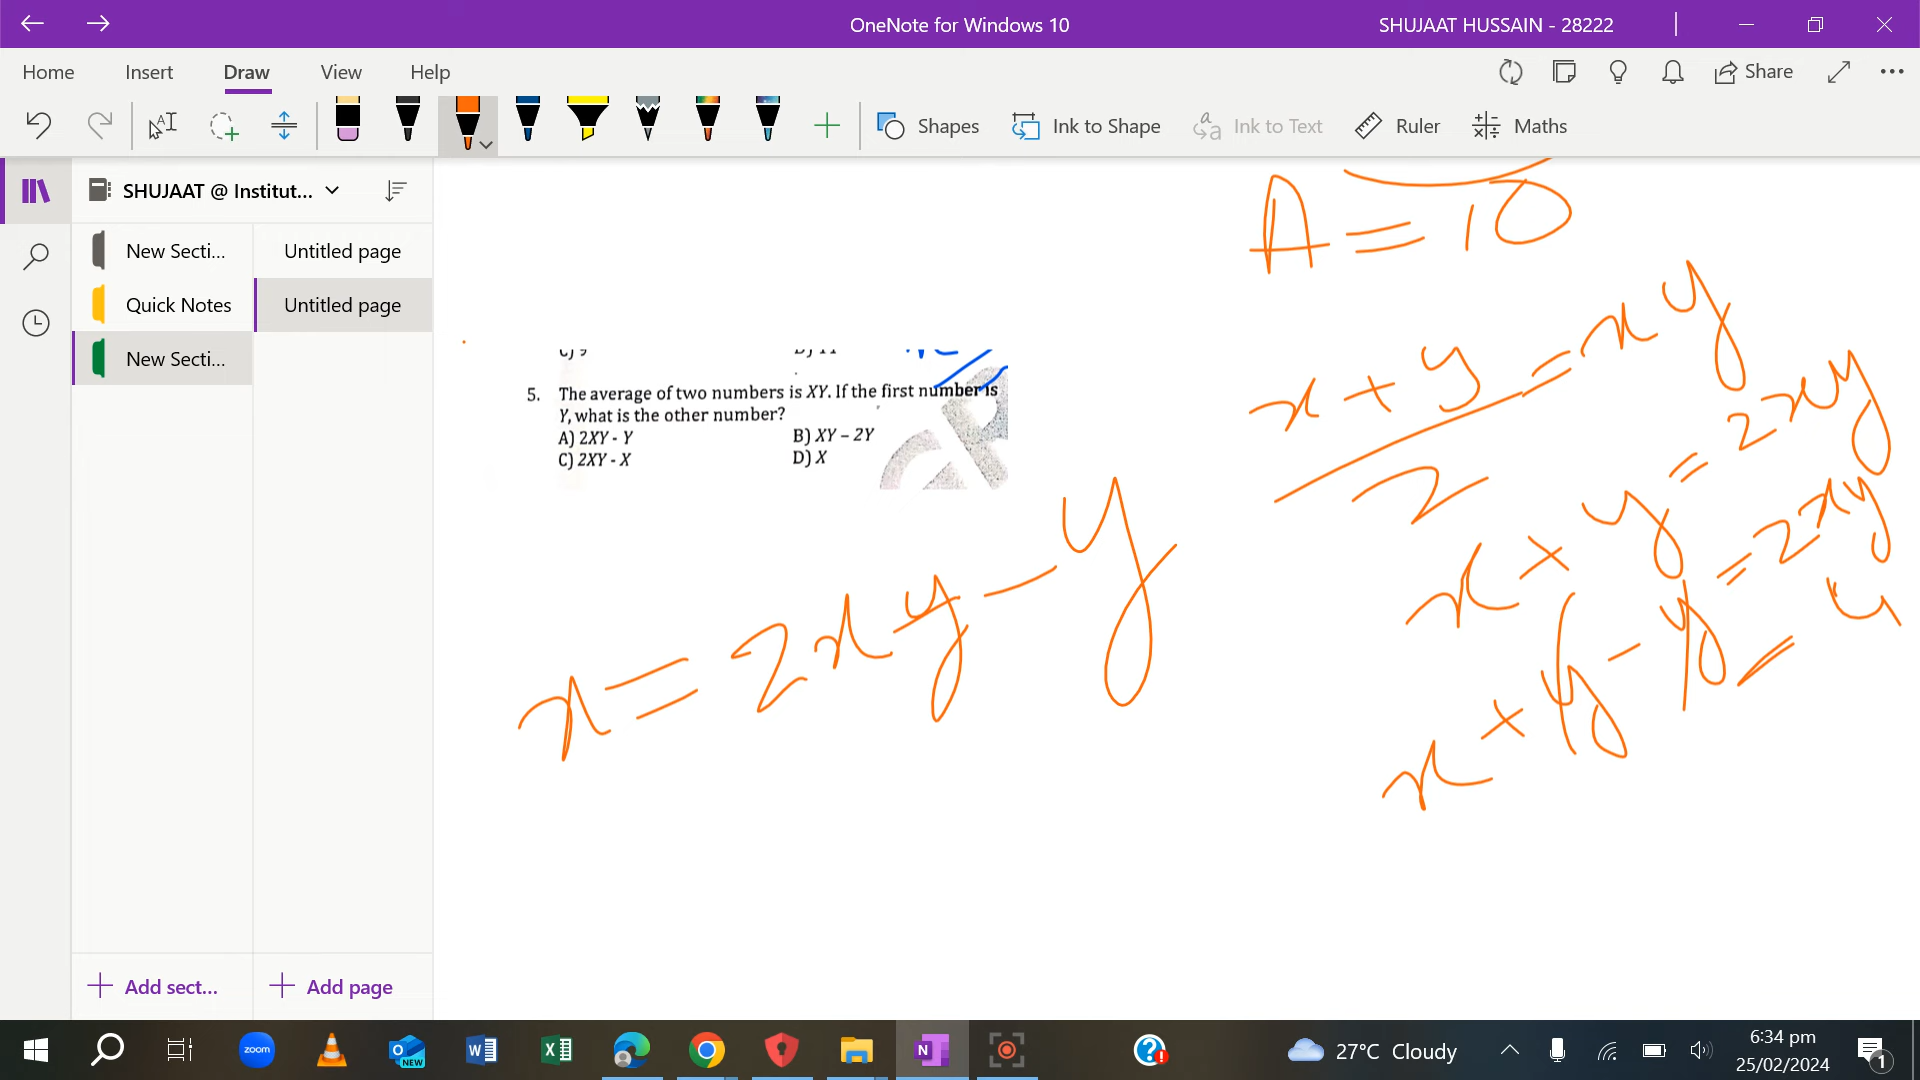 OneNote for Windows 10
SHUJAAT HUSSAIN - 28222
Home Insert Draw View Help
Share
Shapes Ink to Shape Ink to Text Ruler Maths
SHUJAAT @ Institut...
New Secti... Untitled page
Quick Notes Untitled page
New Secti...
A = 10
5. The average of two numbers is XY. If the first number is
Y, what is the other number?
A) 2XY - Y B) XY – 2Y
C) 2XY - X D) X
x + y = xy
2
x + y = 2xy
x + y - y = 2xy
y
x = 2xy - y
Add sect... Add page
zoom
NEW
27°C Cloudy
6:34 pm
25/02/2024
1